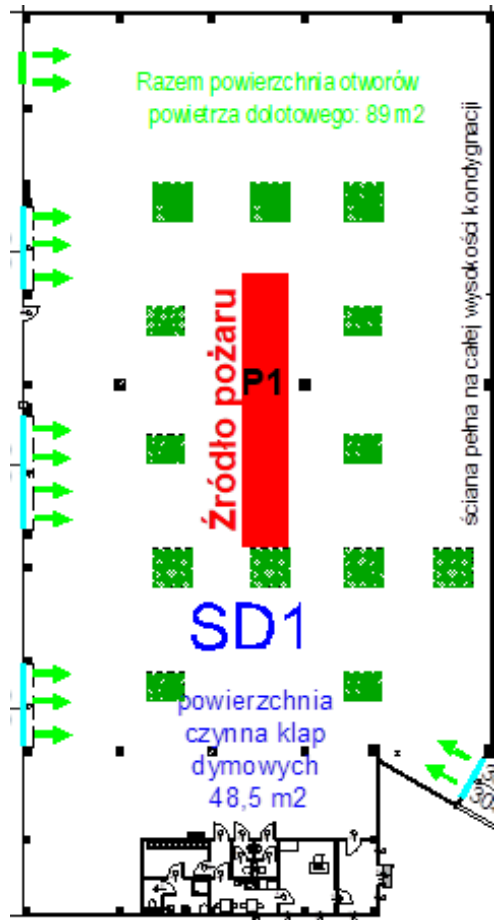 Razem powierzchnia otworów
powietrza dolotowego: 89 m2
ściana pełna na całej wysokości kondygnacji
Źródło pożaru
P1
SD1
powierzchnia
czynna klap
dymowych
48,5 m2